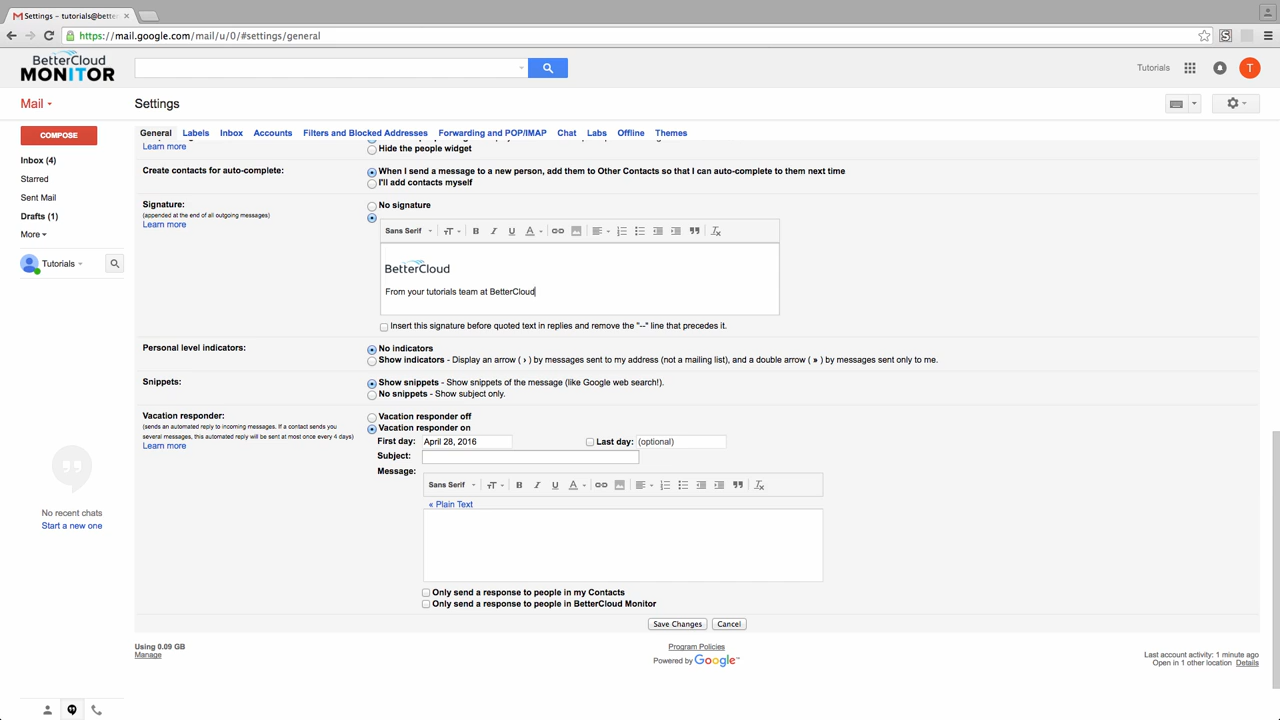 Settings - tutorials@bette
https://mail.google.com/mail/u/0/#settings/general
BetterCloud
MONITOR
Tutorials
T
Mail
Settings
COMPOSE
General Labels Inbox Accounts Filters and Blocked Addresses Forwarding and POP/IMAP Chat Labs Offline Themes
Inbox (4)
Starred
Sent Mail
Drafts (1)
More
Tutorials
No recent chats
Start a new one
Learn more
Hide the people widget
Create contacts for auto-complete:
When I send a message to a new person, add them to Other Contacts so that I can auto-complete to them next time
I'll add contacts myself
Signature:
(appended at the end of all outgoing messages)
Learn more
No signature
Sans Serif
BetterCloud
From your tutorials team at BetterCloud
Insert this signature before quoted text in replies and remove the "--" line that precedes it.
Personal level indicators:
No indicators
Show indicators - Display an arrow ( › ) by messages sent to my address (not a mailing list), and a double arrow ( » ) by messages sent only to me.
Snippets:
Show snippets - Show snippets of the message (like Google web search!).
No snippets - Show subject only.
Vacation responder:
(sends an automated reply to incoming messages. If a contact sends you
several messages, this automated reply will be sent at most once every 4 days)
Learn more
Vacation responder off
Vacation responder on
First day: April 28, 2016 Last day: (optional)
Subject:
Message:
Sans Serif
« Plain Text
Only send a response to people in my Contacts
Only send a response to people in BetterCloud Monitor
Save Changes Cancel
Using 0.09 GB
Manage
Program Policies
Powered by Google™
Last account activity: 1 minute ago
Open in 1 other location Details